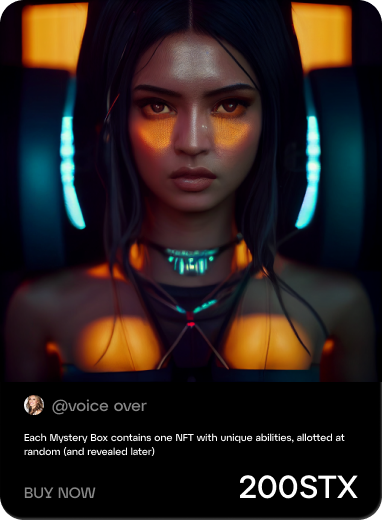 @voice over
Each Mystery Box contains one NFT with unique abilities, allotted at
random (and revealed later)
BUY NOW
200STX